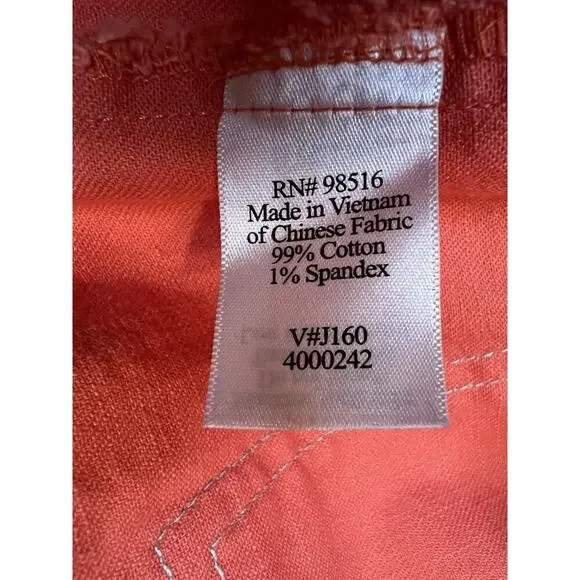 RN# 98516
Made in Vietnam
of Chinese Fabric
99% Cotton
1% Spandex
V#J160
4000242